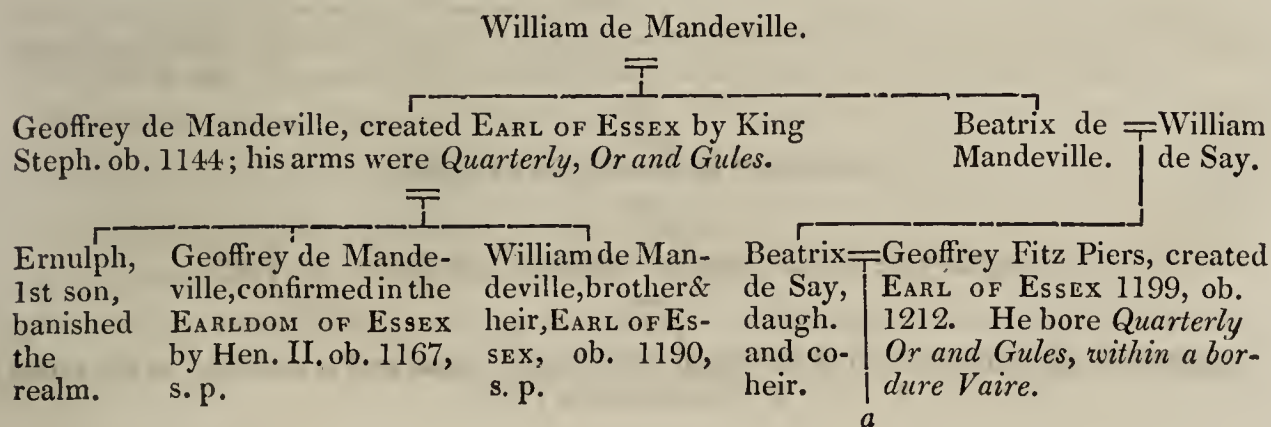 William de Mandeville.
Geoffrey de Mandeville, created EARL OF ESSEX by King
Steph. ob. 1144; his arms were Quarterly, Or and Gules.
Beatrix de
Mandeville.
William
de Say.
Ernulph,
1st son,
banished
the
realm.
Geoffrey de Mande-
ville, confirmed in the
EARLDOM OF ESSEX
by Hen. II. ob. 1167,
s. p.
William de Man-
deville, brother &
heir, EARL OF ES-
SEX, ob. 1190,
s. p.
Beatrix
de Say,
daugh.
and co-
heir.
Geoffrey Fitz Piers, created
EARL OF ESSEX 1199, ob.
1212. He bore Quarterly
Or and Gules, within a bor-
dure Vaire.
a